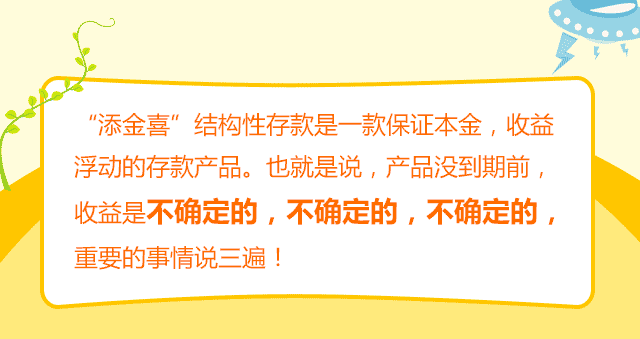 “添金喜”结构性存款是一款保证本金，收益
浮动的存款产品。也就是说，产品没到期前，
收益是不确定的，不确定的，不确定的，
重要的事情说三遍！